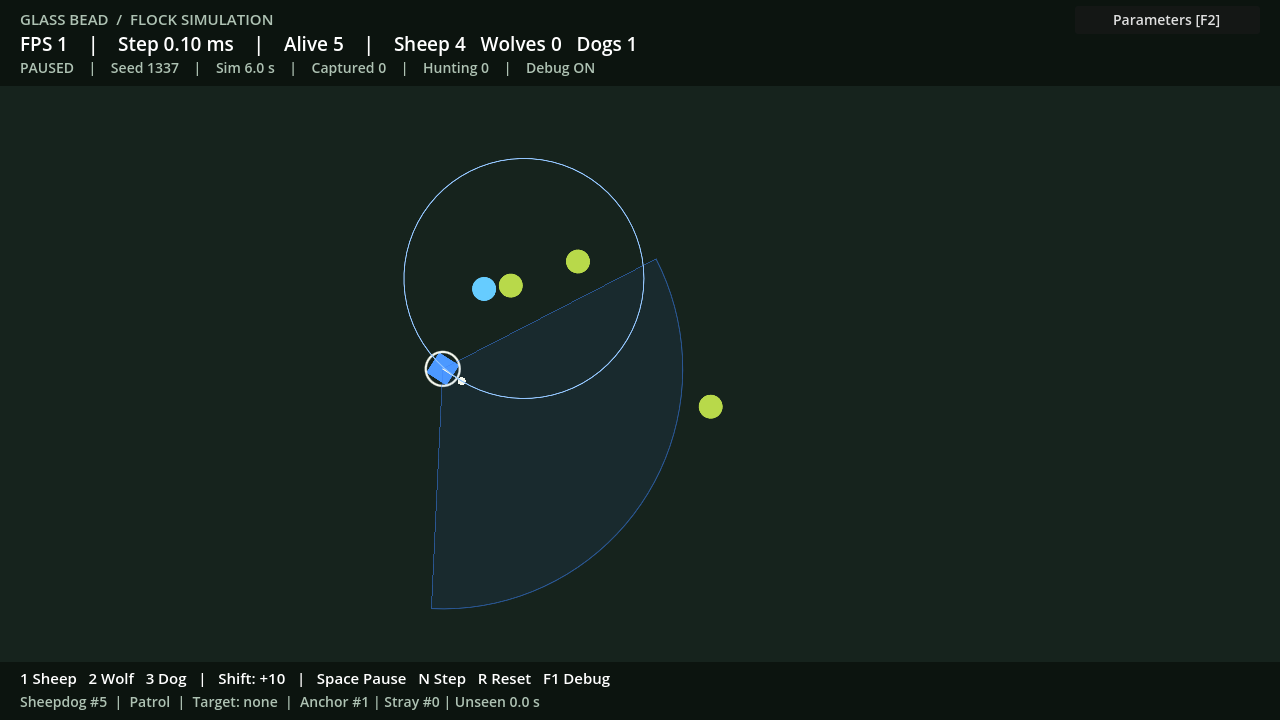 GLASS BEAD / FLOCK SIMULATION
Parameters [F2]
FPS 1 | Step 0.10 ms | Alive 5 | Sheep 4 Wolves 0 Dogs 1
PAUSED | Seed 1337 | Sim 6.0 s | Captured 0 | Hunting 0 | Debug ON
1 Sheep 2 Wolf 3 Dog | Shift: +10 | Space Pause N Step R Reset F1 Debug
Sheepdog #5 | Patrol | Target: none | Anchor #1 | Stray #0 | Unseen 0.0 s